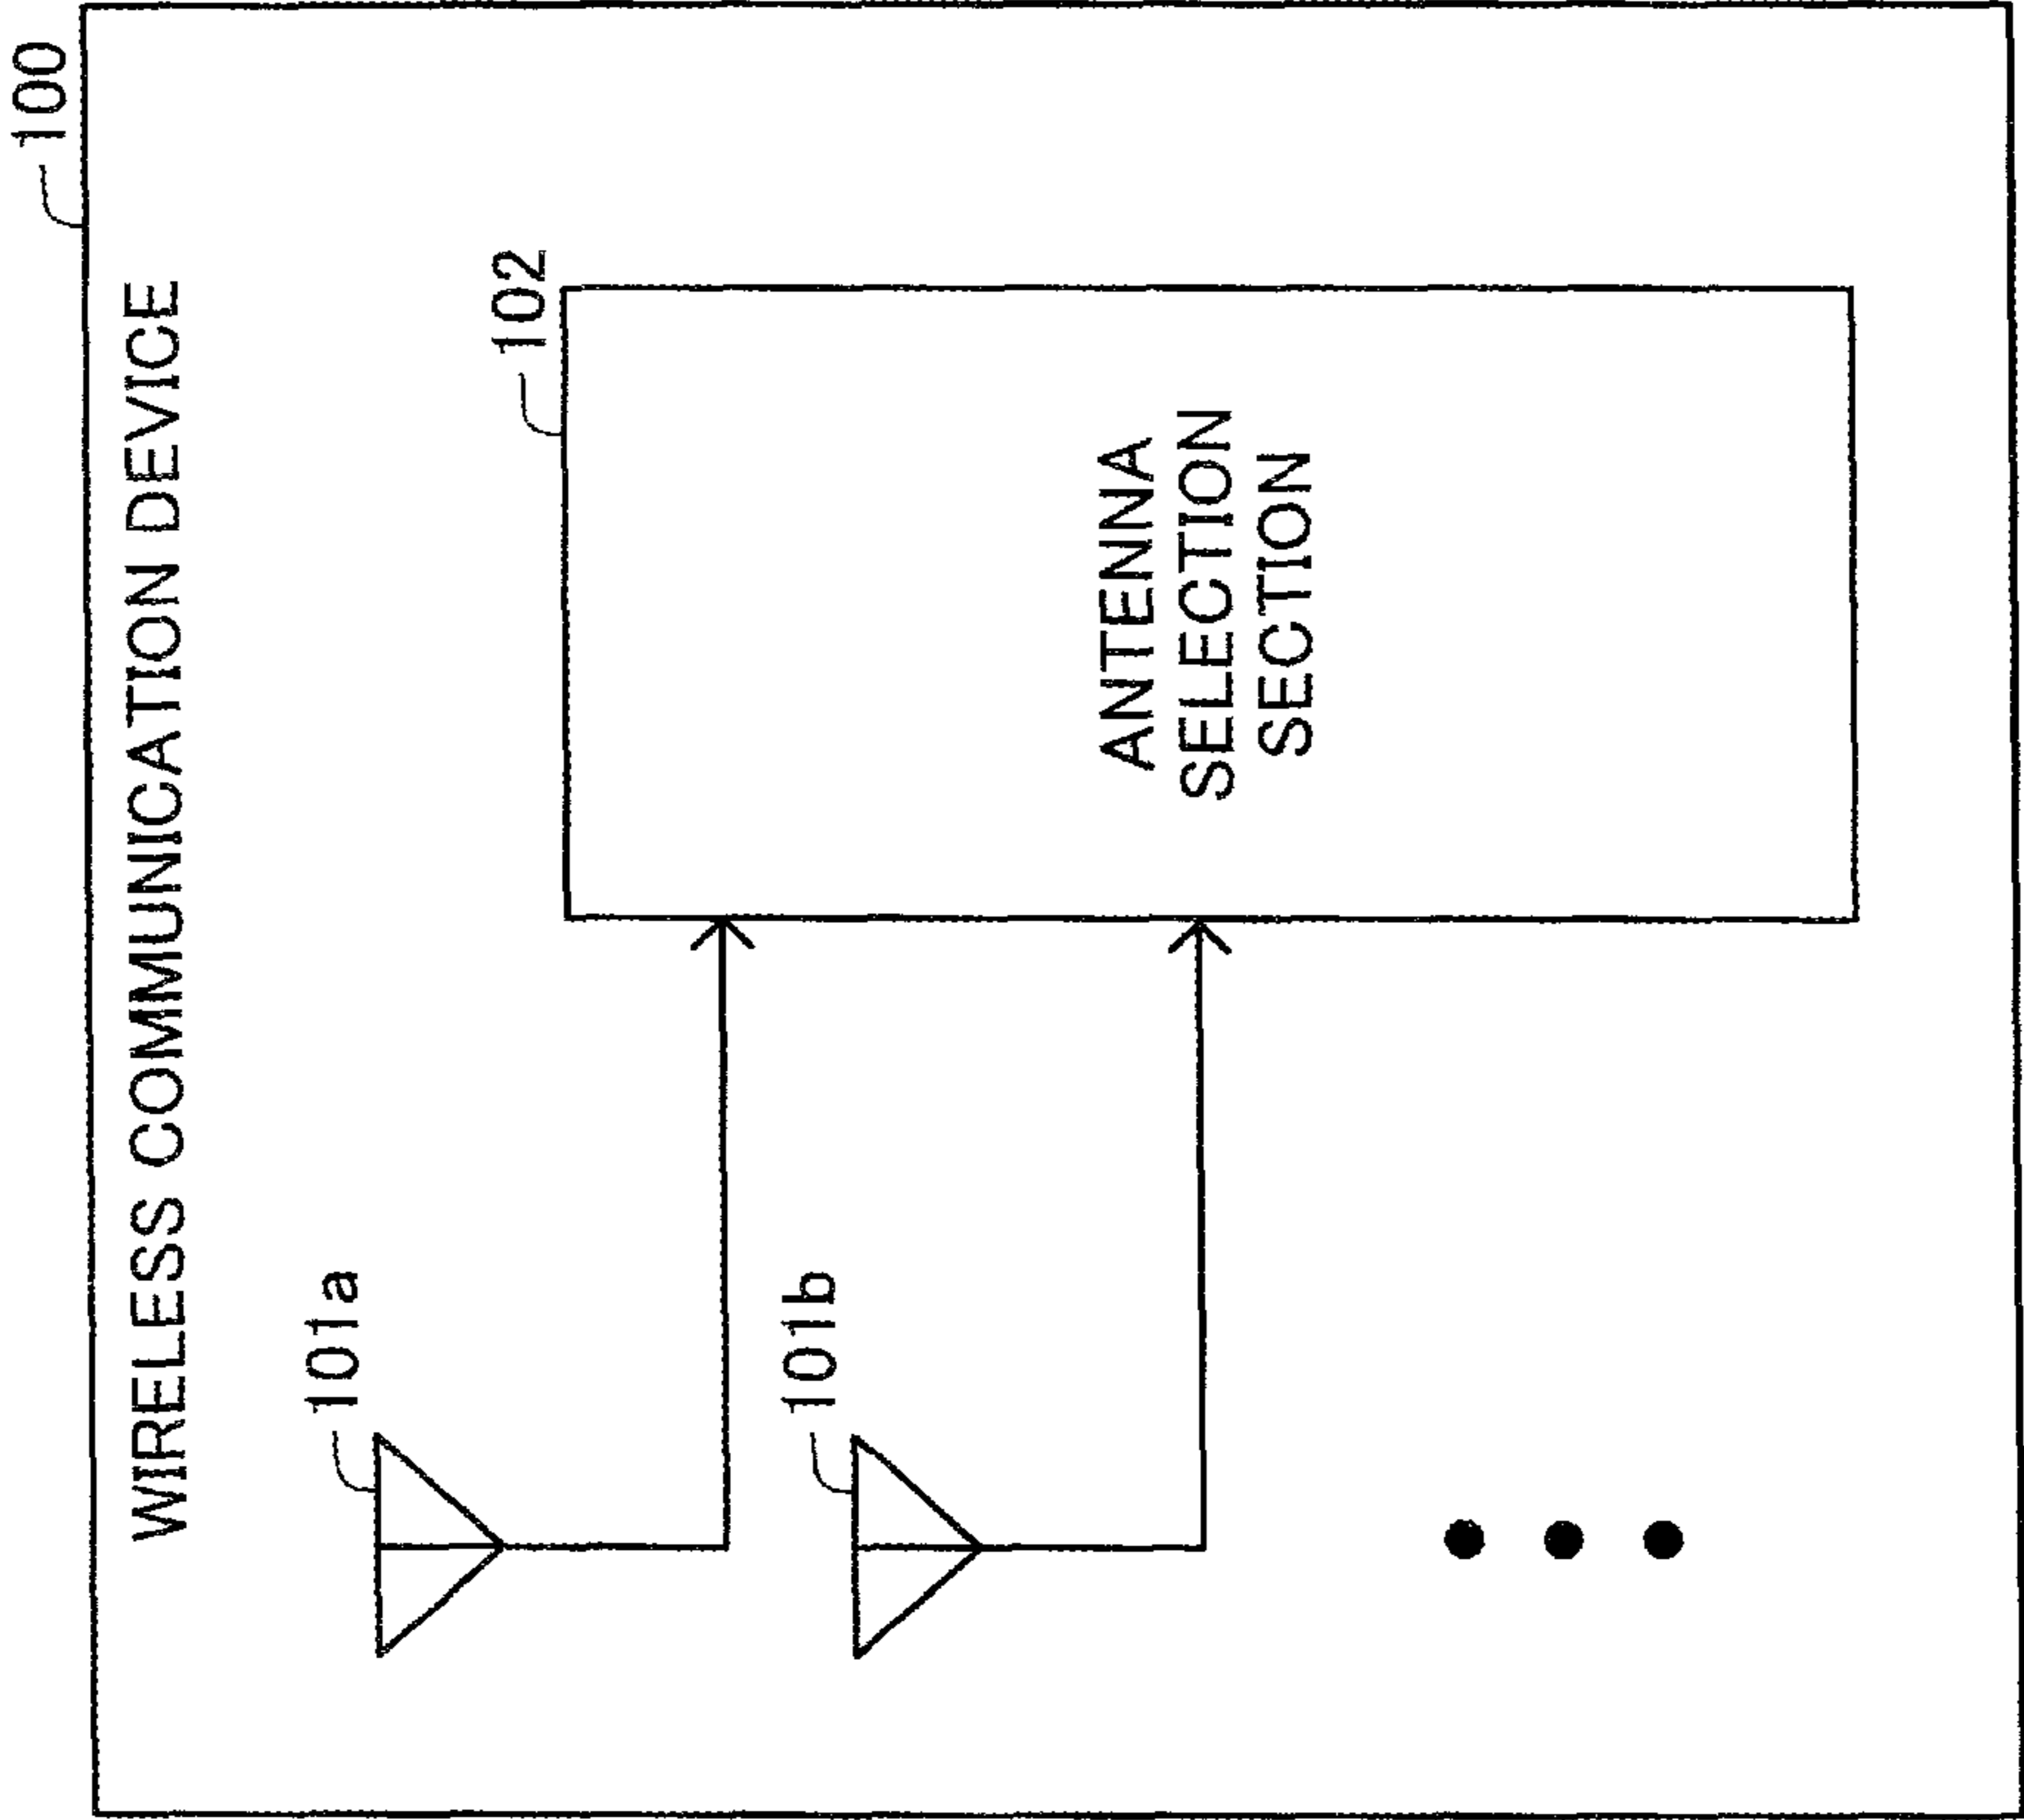 100
WIRELESS COMMUNICATION DEVICE
101a
102
101b
ANTENNA
SELECTION
SECTION